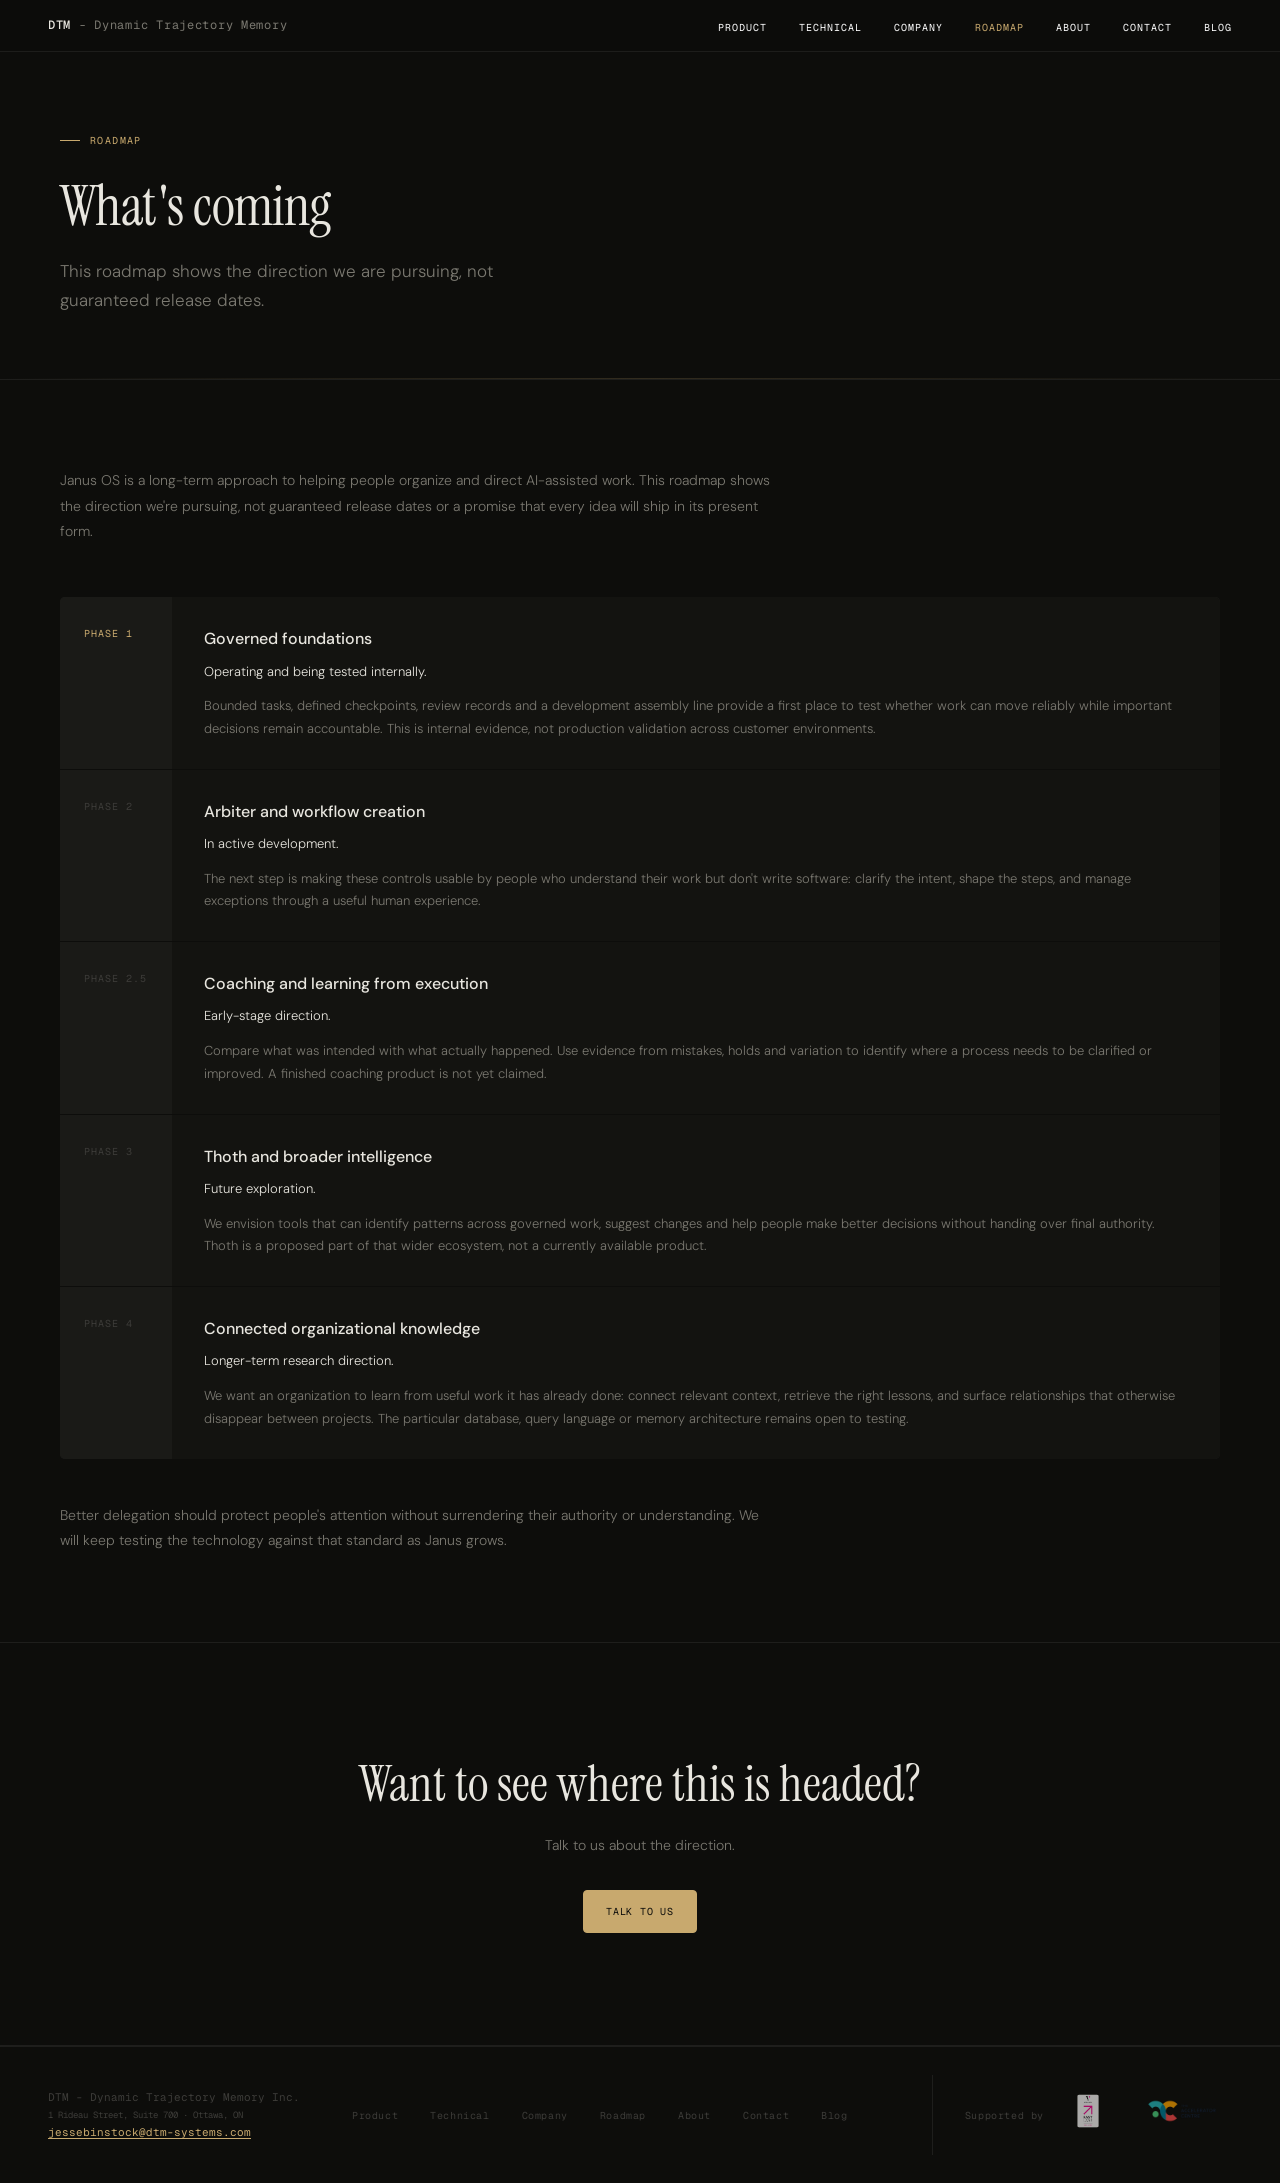 DTM - Dynamic Trajectory Memory
PRODUCT TECHNICAL COMPANY ROADMAP ABOUT CONTACT BLOG
ROADMAP
What's coming
This roadmap shows the direction we are pursuing, not
guaranteed release dates.
Janus OS is a long-term approach to helping people organize and direct AI-assisted work. This roadmap shows
the direction we're pursuing, not guaranteed release dates or a promise that every idea will ship in its present
form.
PHASE 1
Governed foundations
Operating and being tested internally.
Bounded tasks, defined checkpoints, review records and a development assembly line provide a first place to test whether work can move reliably while important
decisions remain accountable. This is internal evidence, not production validation across customer environments.
PHASE 2
Arbiter and workflow creation
In active development.
The next step is making these controls usable by people who understand their work but don't write software: clarify the intent, shape the steps, and manage
exceptions through a useful human experience.
PHASE 2.5
Coaching and learning from execution
Early-stage direction.
Compare what was intended with what actually happened. Use evidence from mistakes, holds and variation to identify where a process needs to be clarified or
improved. A finished coaching product is not yet claimed.
PHASE 3
Thoth and broader intelligence
Future exploration.
We envision tools that can identify patterns across governed work, suggest changes and help people make better decisions without handing over final authority.
Thoth is a proposed part of that wider ecosystem, not a currently available product.
PHASE 4
Connected organizational knowledge
Longer-term research direction.
We want an organization to learn from useful work it has already done: connect relevant context, retrieve the right lessons, and surface relationships that otherwise
disappear between projects. The particular database, query language or memory architecture remains open to testing.
Better delegation should protect people's attention without surrendering their authority or understanding. We
will keep testing the technology against that standard as Janus grows.
Want to see where this is headed?
Talk to us about the direction.
TALK TO US
DTM - Dynamic Trajectory Memory Inc.
1 Rideau Street, Suite 700 · Ottawa, ON
jessebinstock@dtm-systems.com
Product Technical Company Roadmap About Contact Blog
Supported by